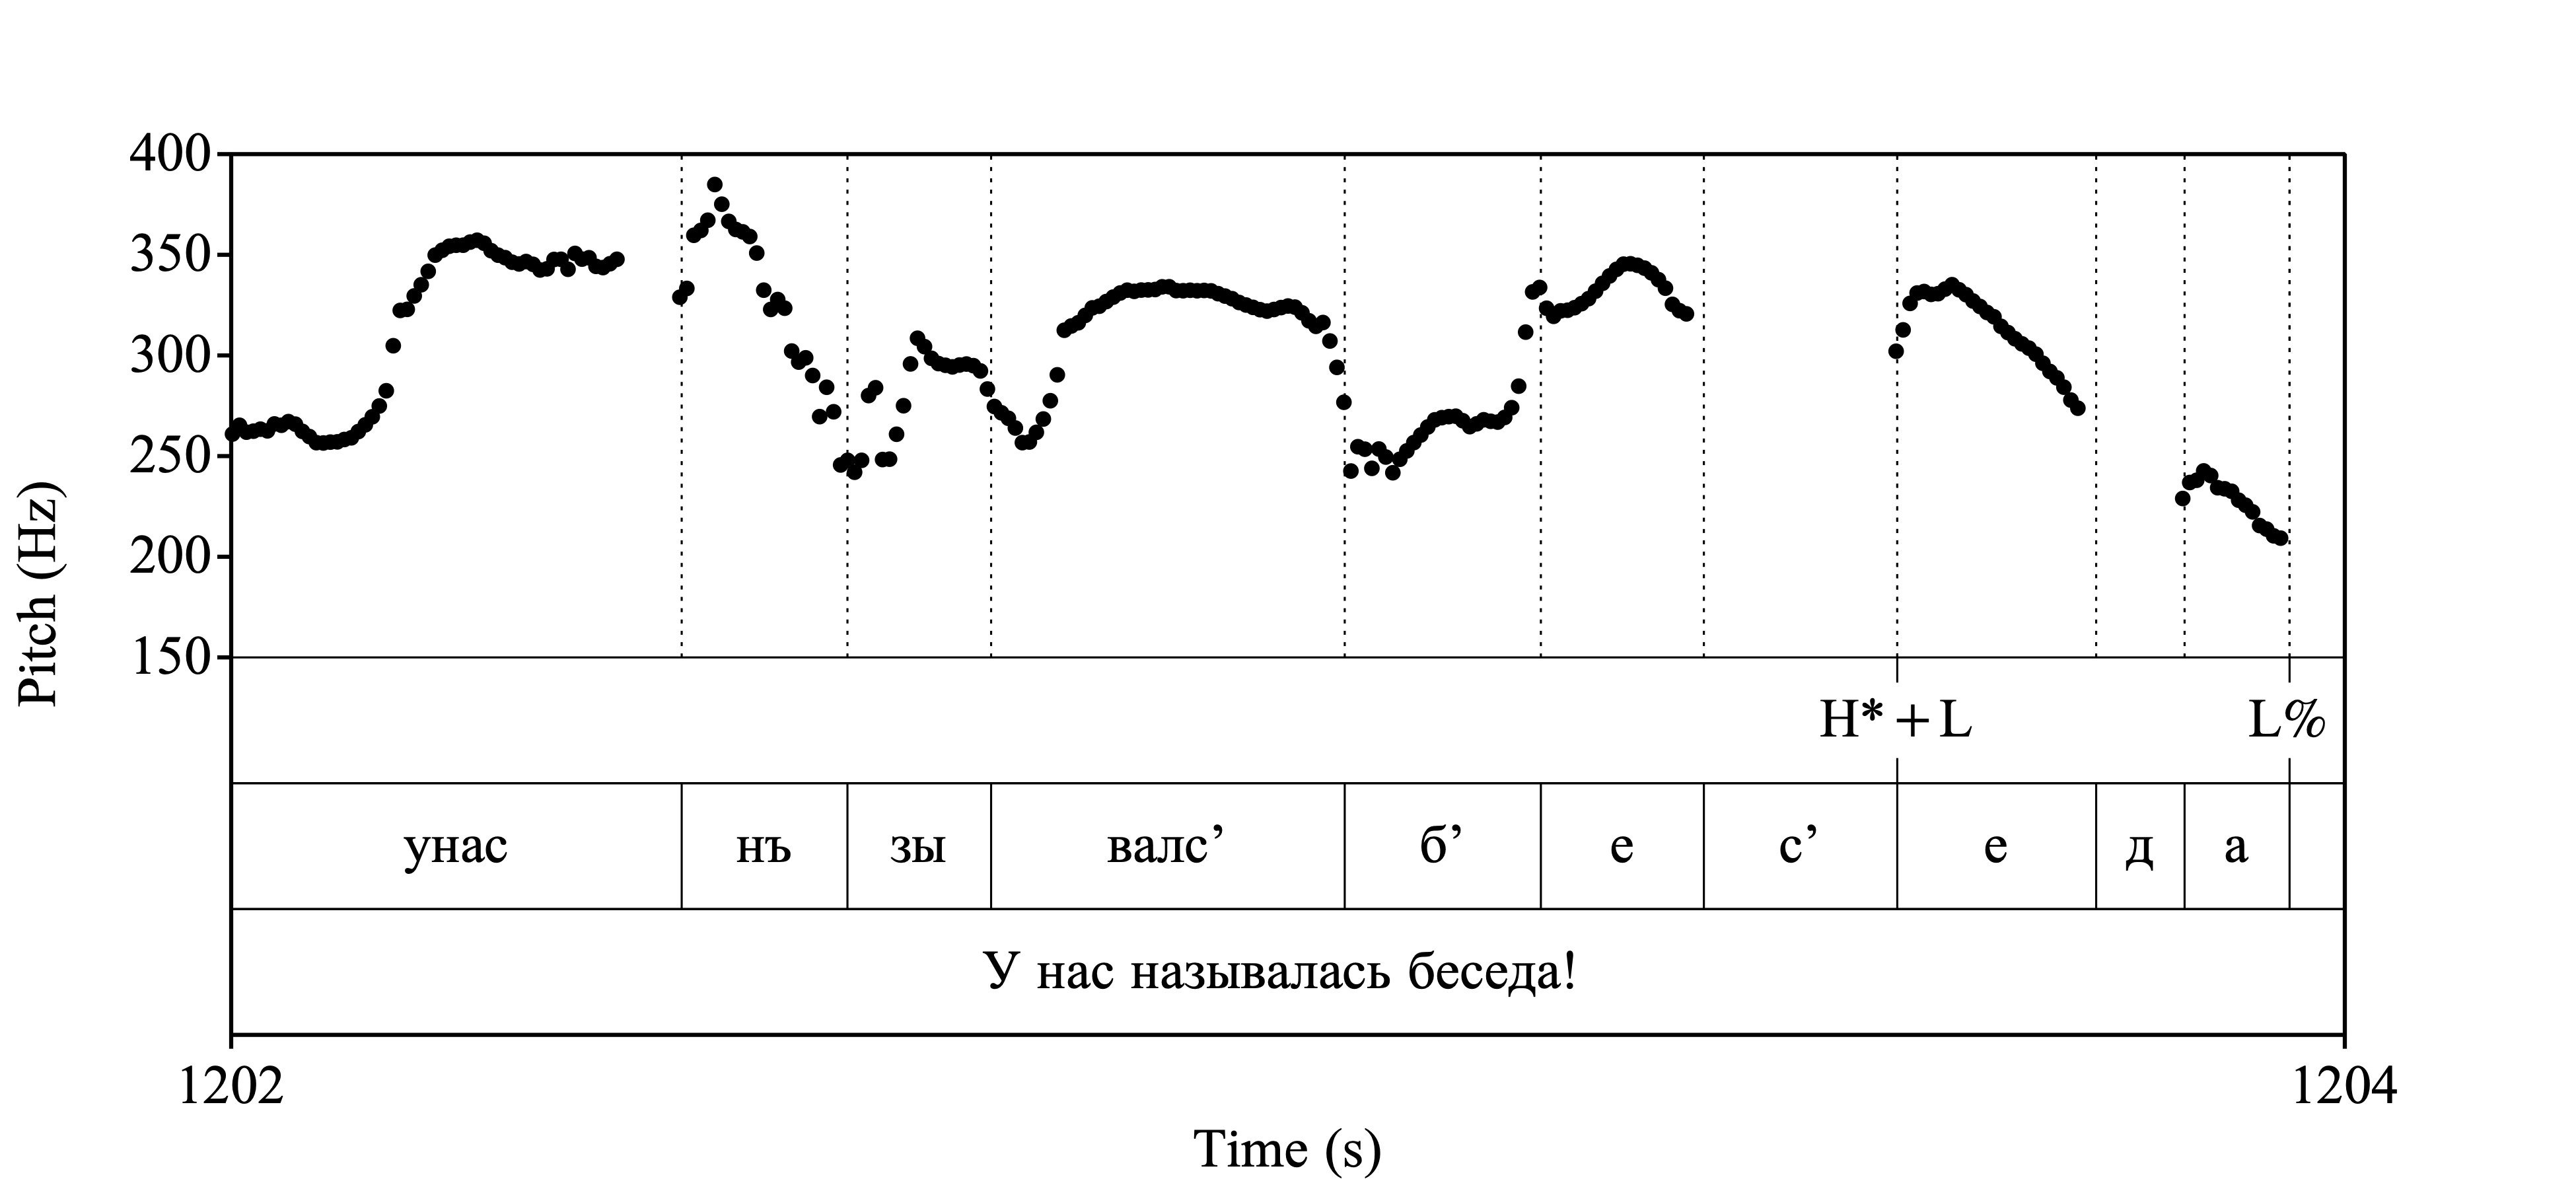 400
350
300
250
200
150
Pitch (Hz)
H*+L L%
унас нъ зы валс’ б’ е с’ е д а
У нас называлась беседа!
1202 1204
Time (s)